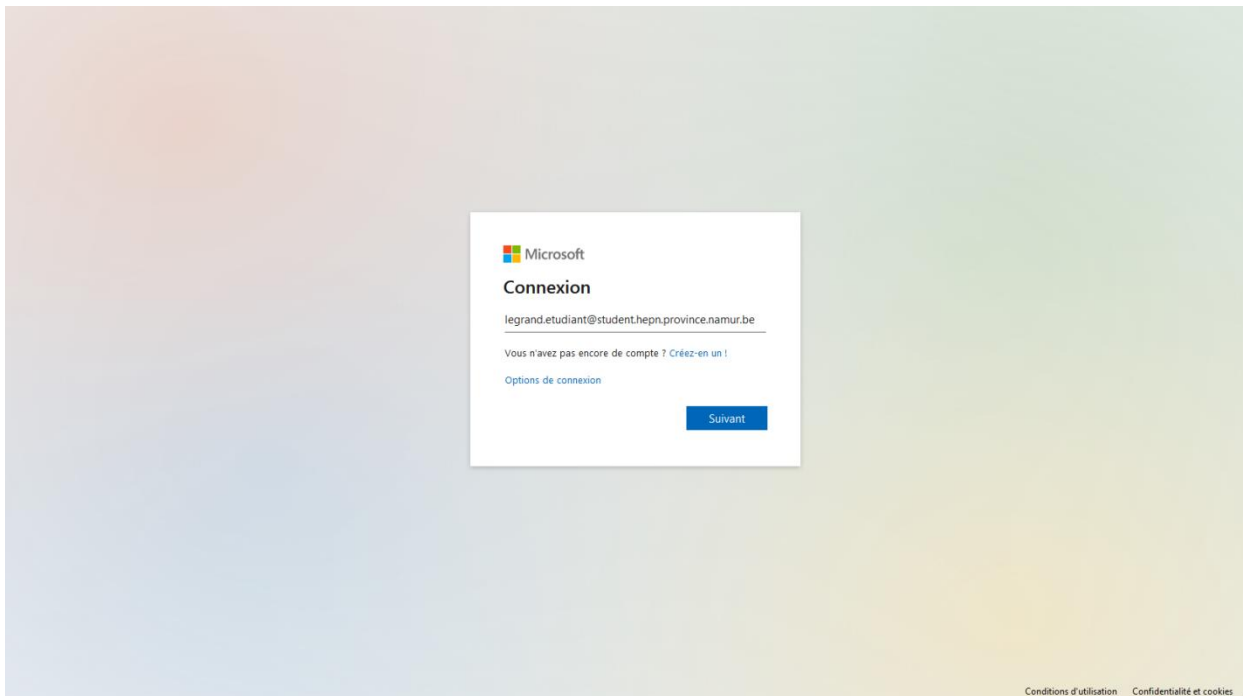 Microsoft
Connexion
legrand.etudiant@student.hepn.province.namur.be
Vous n'avez pas encore de compte ? Créez-en un !
Options de connexion
Suivant
Conditions d'utilisation Confidentialité et cookies